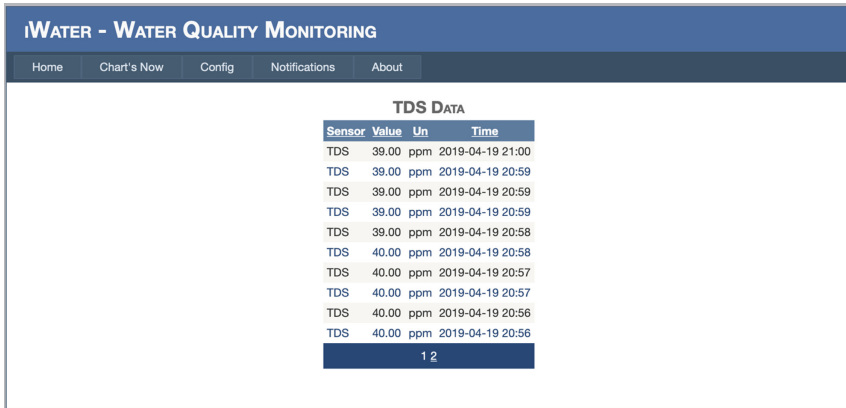 iWater - Water Quality Monitoring
Home Chart's Now Config Notifications About
TDS Data
Sensor Value Un Time
TDS 39.00 ppm 2019-04-19 21:00
TDS 39.00 ppm 2019-04-19 20:59
TDS 39.00 ppm 2019-04-19 20:59
TDS 39.00 ppm 2019-04-19 20:59
TDS 39.00 ppm 2019-04-19 20:58
TDS 40.00 ppm 2019-04-19 20:58
TDS 40.00 ppm 2019-04-19 20:57
TDS 40.00 ppm 2019-04-19 20:57
TDS 40.00 ppm 2019-04-19 20:56
TDS 40.00 ppm 2019-04-19 20:56
1 2